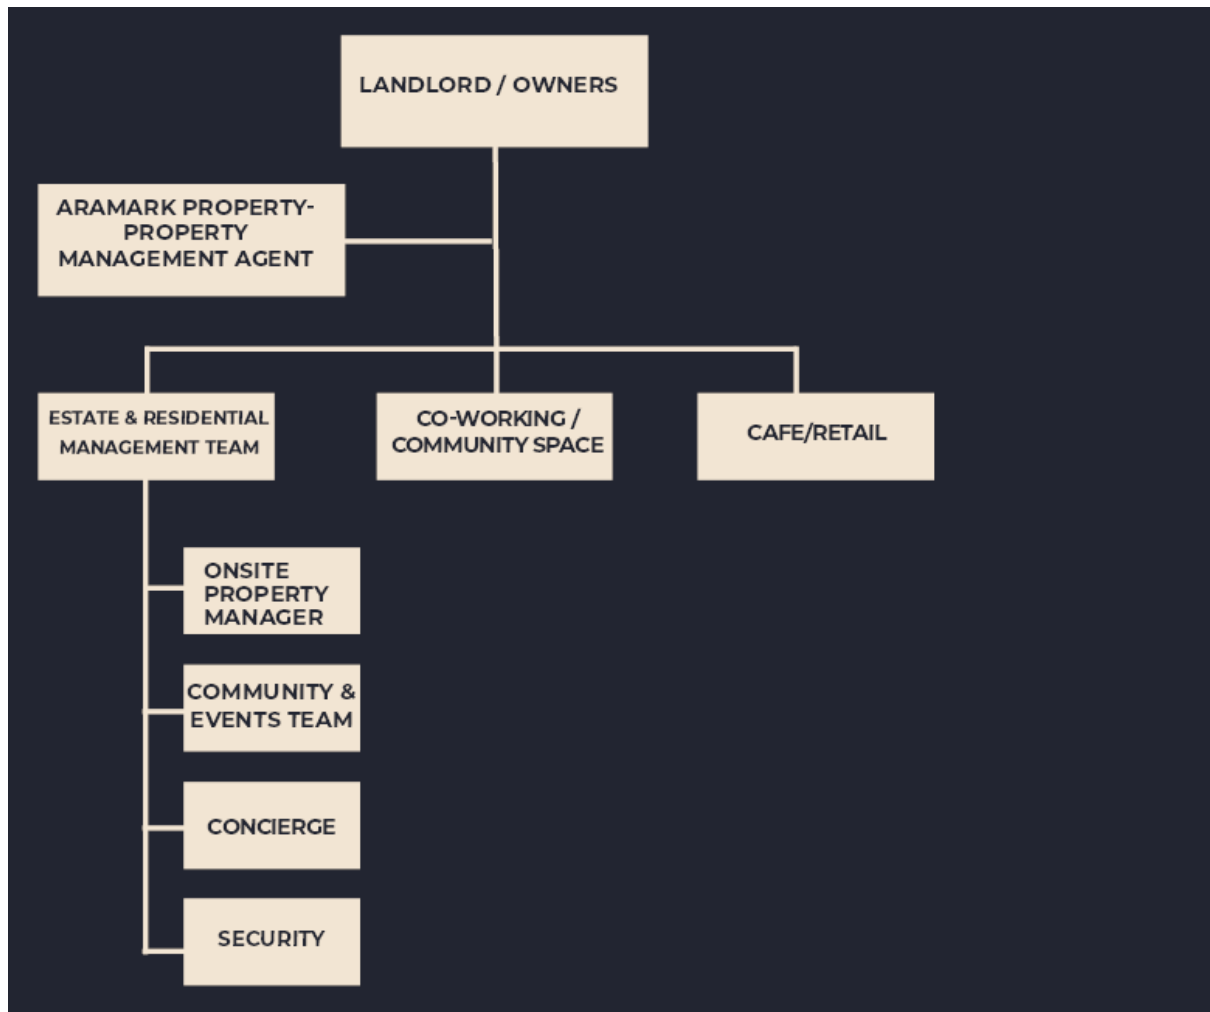 LANDLORD / OWNERS
ARAMARK PROPERTY-
PROPERTY
MANAGEMENT AGENT
ESTATE & RESIDENTIAL
MANAGEMENT TEAM
CO-WORKING /
COMMUNITY SPACE
CAFE/RETAIL
ONSITE
PROPERTY
MANAGER
COMMUNITY &
EVENTS TEAM
CONCIERGE
SECURITY